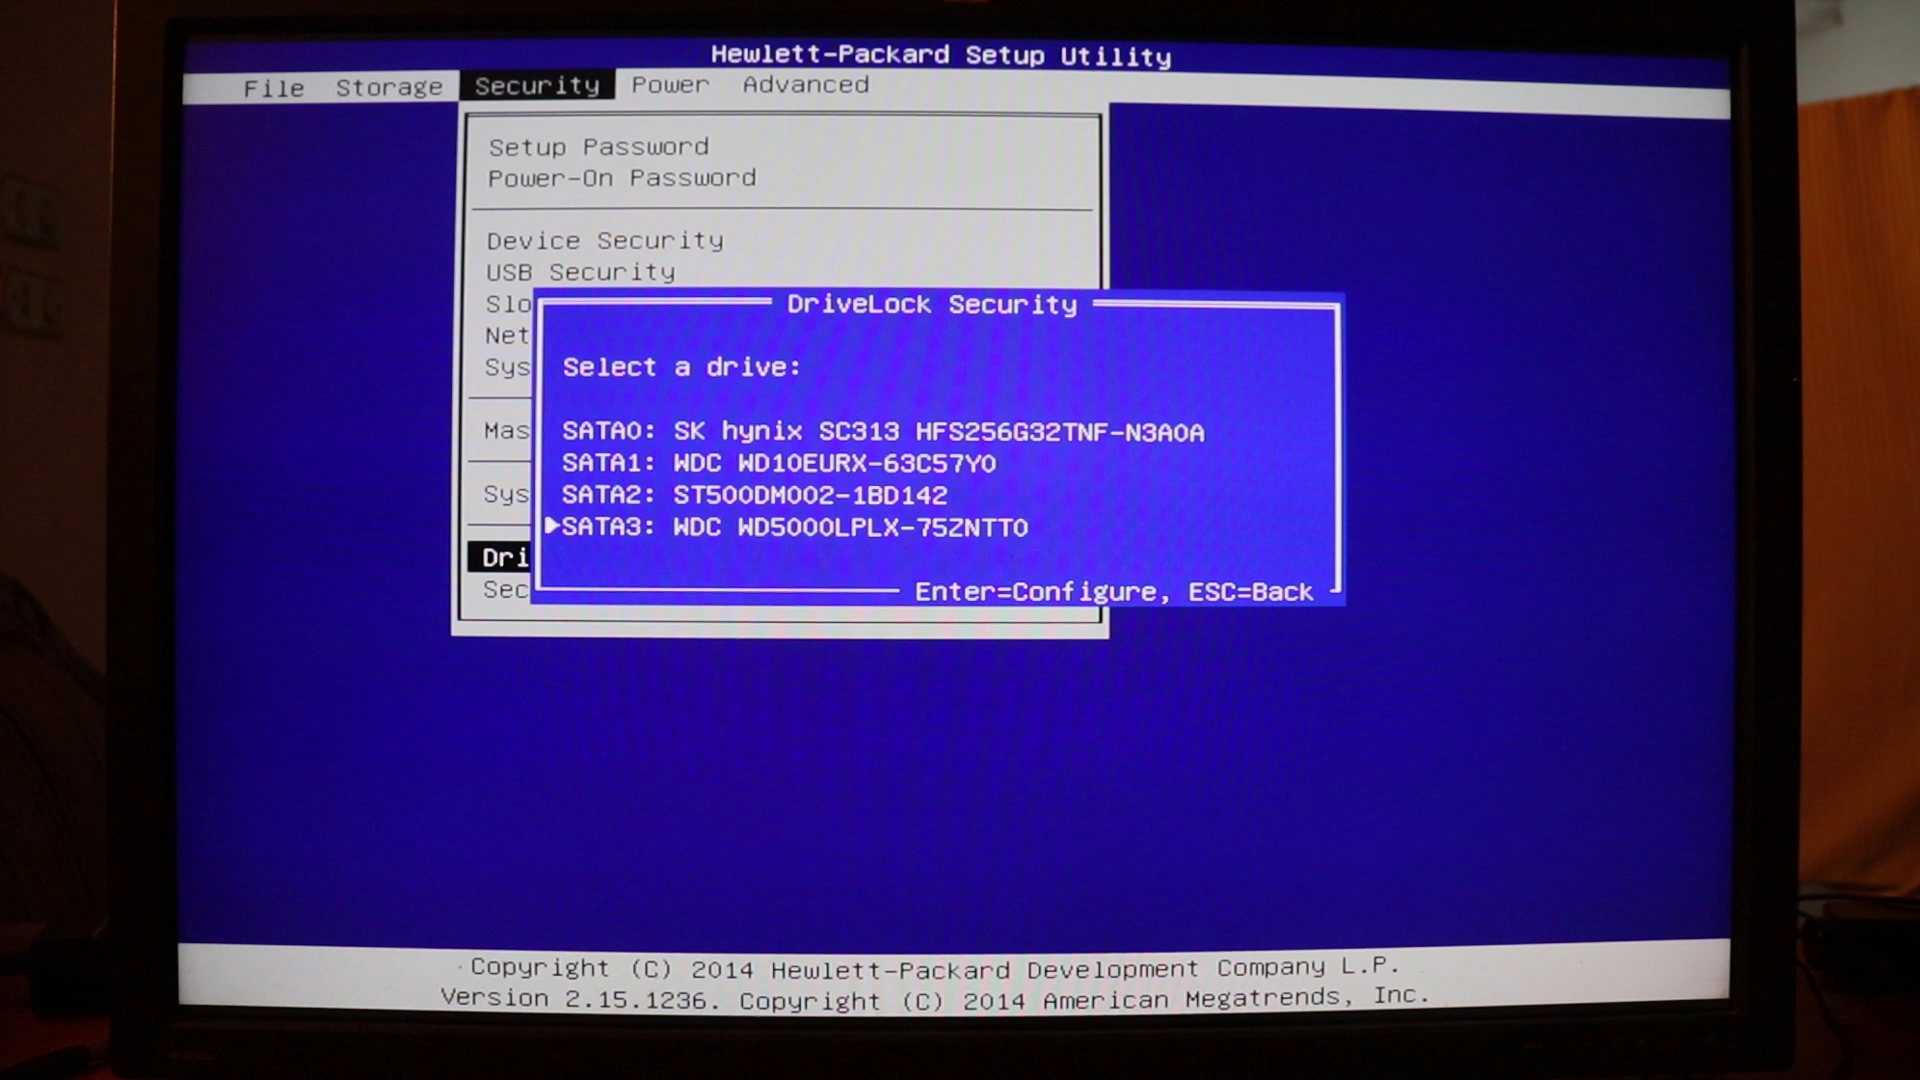 Hewlett-Packard Setup Utility
File Storage Security Power Advanced
Setup Password
Power-On Password
Device Security
USB Security
Slo
Net
Sys
Mas
Sys
Dri
Sec
DriveLock Security
Select a drive:
SATA0: SK hynix SC313 HFS256G32TNF-N3A0A
SATA1: WDC WD10EURX-63C57Y0
SATA2: ST500DM002-1BD142
SATA3: WDC WD5000LPLX-75ZNTT0
Enter=Configure, ESC=Back
Copyright (C) 2014 Hewlett-Packard Development Company L.P.
Version 2.15.1236. Copyright (C) 2014 American Megatrends, Inc.